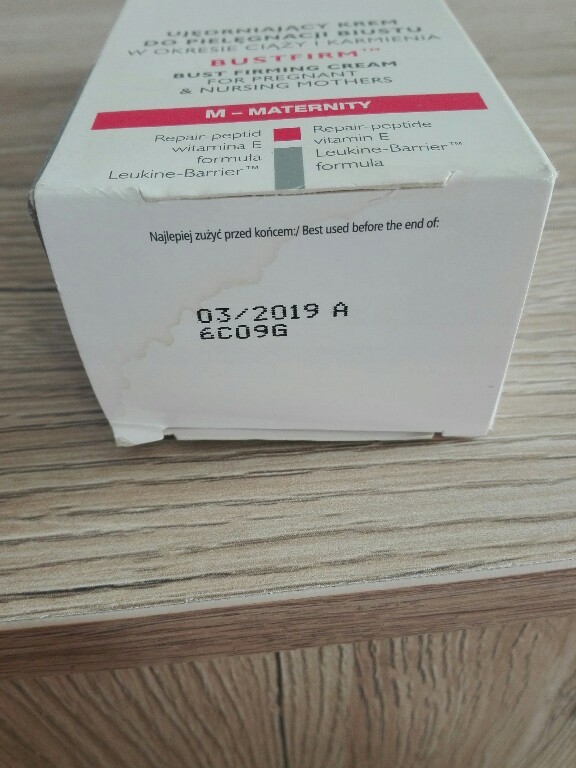 UJĘDRNIAJĄCY KREM
DO PIELĘGNACJI BIUSTU
W OKRESIE CIĄŻY I KARMIENIA
BUSTFIRM™
BUST FIRMING CREAM
FOR PREGNANT
& NURSING MOTHERS
M – MATERNITY
Repair-peptid
witamina E
formuła
Leukine-Barrier™
Repair-peptide
vitamin E
Leukine-Barrier™
formula
Najlepiej zużyć przed końcem:/ Best used before the end of:
03/2019 A
6C09G